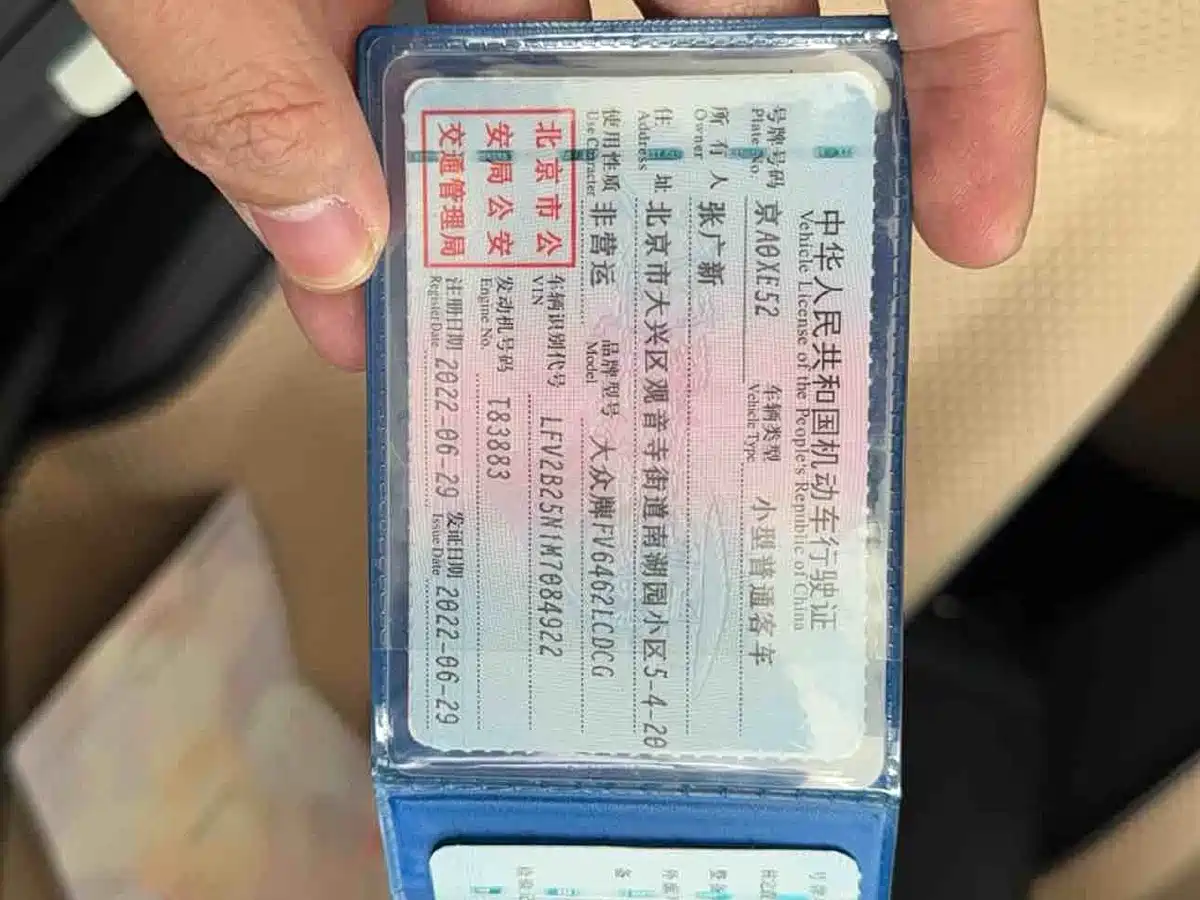 中华人民共和国机动车行驶证
Vehicle License of the People's Republic of China
号牌号码 京A0XE52 车辆类型 小型普通客车
Plate No. Vehicle Type
所有人 张广新
Owner
住址 北京市大兴区观音寺街道南湖园小区5-4-20
Address
使用性质 非营运 品牌型号 大众牌FV6462LCDCG
Use Character Model
北京市公
安局公安
交通管理局
车辆识别代号 LFV2B25N1M7084922
VIN
发动机号码 T83883
Engine No.
注册日期 2022-06-29 发证日期 2022-06-29
Register Date Issue Date